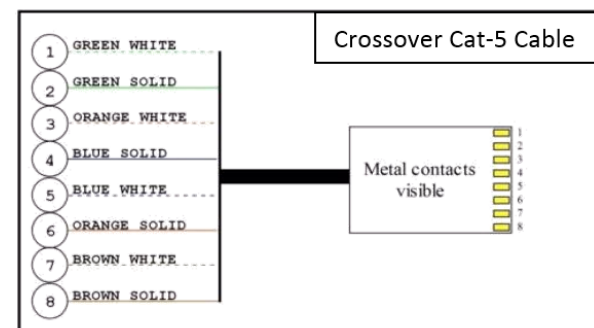 Crossover Cat-5 Cable
1 GREEN WHITE
2 GREEN SOLID
3 ORANGE WHITE
4 BLUE SOLID
5 BLUE WHITE
6 ORANGE SOLID
7 BROWN WHITE
8 BROWN SOLID
Metal contacts
visible
1
2
3
4
5
6
7
8